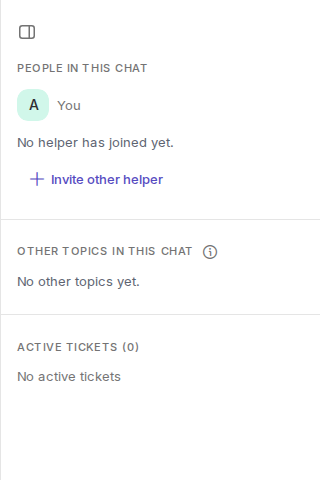 PEOPLE IN THIS CHAT
A You
No helper has joined yet.
Invite other helper
OTHER TOPICS IN THIS CHAT
No other topics yet.
ACTIVE TICKETS (0)
No active tickets